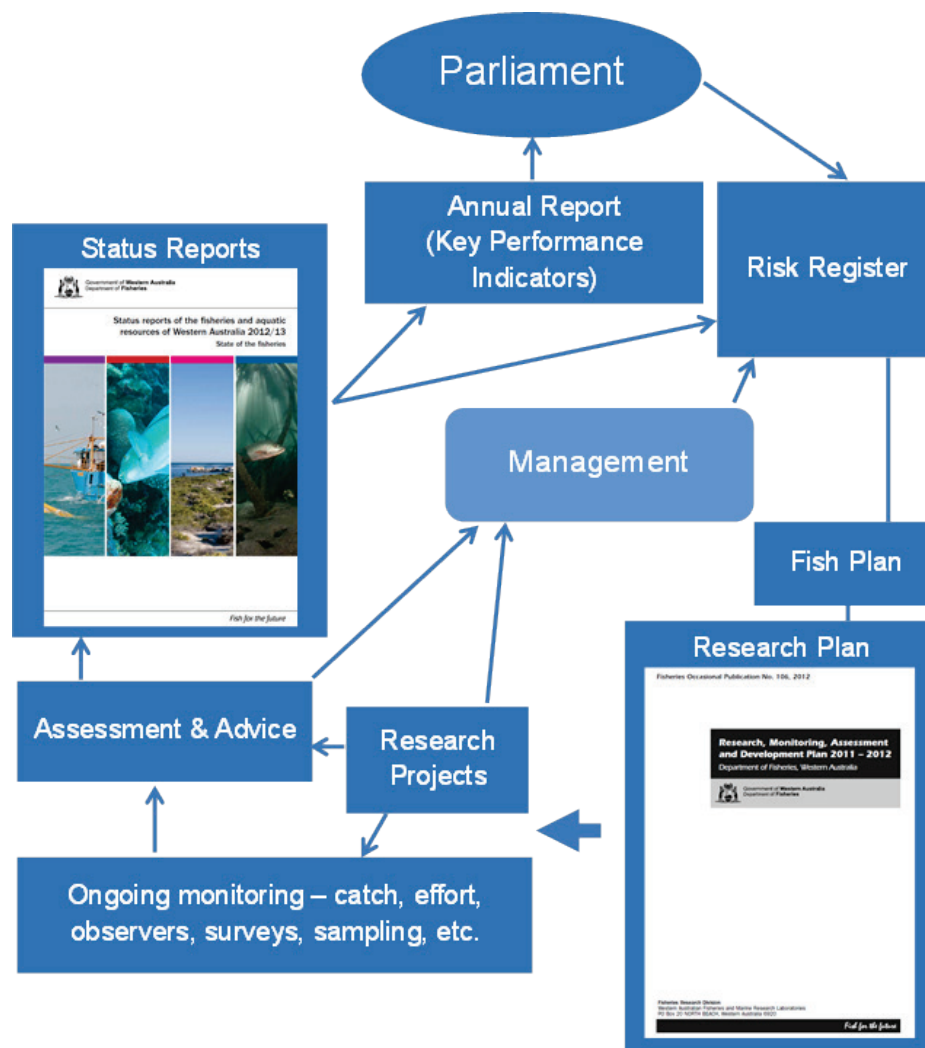 Parliament
Annual Report
(Key Performance
Indicators)
Risk Register
Status Reports
Government of Western Australia
Department of Fisheries
Status reports of the fisheries and aquatic
resources of Western Australia 2012/13
State of the fisheries
Fish for the future
Management
Fish Plan
Research Plan
Fisheries Occasional Publication No. 106, 2012
Research, Monitoring, Assessment
and Development Plan 2011 – 2012
Department of Fisheries, Western Australia
Government of Western Australia
Department of Fisheries
Fisheries Research Division
Western Australian Fisheries and Marine Research Laboratories
PO Box 20 NORTH BEACH, Western Australia 6920
Fish for the future
Assessment & Advice
Research
Projects
Ongoing monitoring – catch, effort,
observers, surveys, sampling, etc.